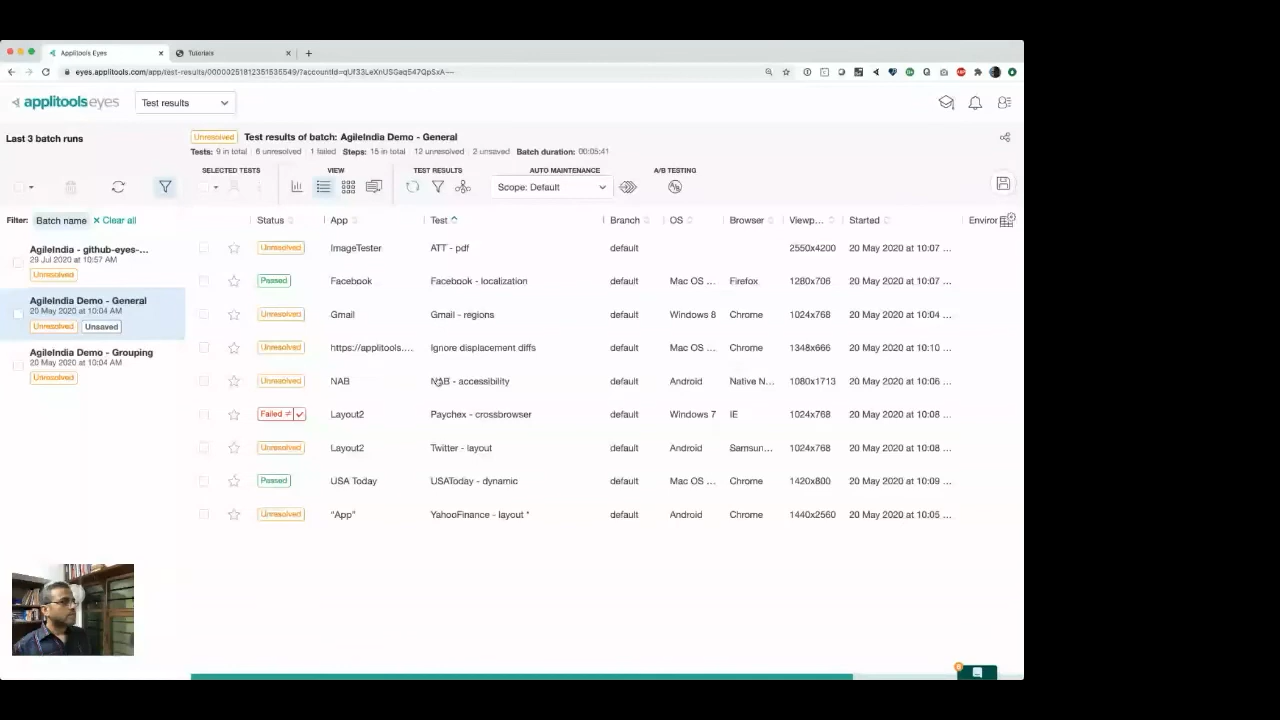 Applitools Eyes
Tutorials
eyes.applitools.com/app/test-results/00000251812351535549/?accountId=qUf33LeXnUSGaq547QpSxA~~
applitools eyes
Test results
Last 3 batch runs
Unresolved
Test results of batch: AgileIndia Demo - General
Tests: 9 in total 6 unresolved 1 failed Steps: 15 in total 12 unresolved 2 unsaved Batch duration: 00:05:41
SELECTED TESTS
VIEW
TEST RESULTS
AUTO MAINTENANCE
A/B TESTING
Scope: Default
Filter: Batch name × Clear all
AgileIndia - github-eyes-...
29 Jul 2020 at 10:57 AM
Unresolved
AgileIndia Demo - General
20 May 2020 at 10:04 AM
Unresolved Unsaved
AgileIndia Demo - Grouping
20 May 2020 at 10:04 AM
Unresolved
Status App Test Branch OS Browser Viewp... Started Enviror
Unresolved ImageTester ATT - pdf default 2550x4200 20 May 2020 at 10:07 ...
Passed Facebook Facebook - localization default Mac OS ... Firefox 1280x706 20 May 2020 at 10:07 ...
Unresolved Gmail Gmail - regions default Windows 8 Chrome 1024x768 20 May 2020 at 10:04 ...
Unresolved https://applitools.... Ignore displacement diffs default Mac OS ... Chrome 1348x666 20 May 2020 at 10:10 ...
Unresolved NAB NAB - accessibility default Android Native N... 1080x1713 20 May 2020 at 10:06 ...
Failed ≠ Layout2 Paychex - crossbrowser default Windows 7 IE 1024x768 20 May 2020 at 10:08 ...
Unresolved Layout2 Twitter - layout default Android Samsun... 1024x768 20 May 2020 at 10:08 ...
Passed USA Today USAToday - dynamic default Mac OS ... Chrome 1420x800 20 May 2020 at 10:09 ...
Unresolved "App" YahooFinance - layout * default Android Chrome 1440x2560 20 May 2020 at 10:05 ...